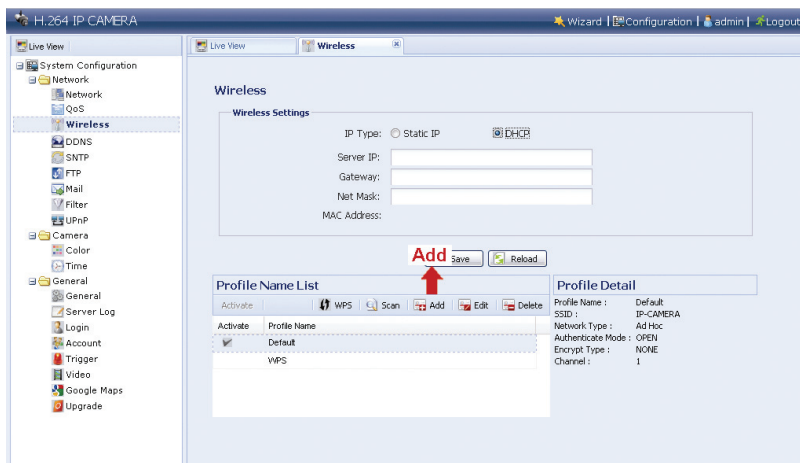 H.264 IP CAMERA
Wizard | Configuration | admin | Logout
Live View
System Configuration
Network
Network
QoS
Wireless
DDNS
SNTP
FTP
Mail
Filter
UPnP
Camera
Color
Time
General
General
Server Log
Login
Account
Trigger
Video
Google Maps
Upgrade
Live View
Wireless
Wireless
Wireless Settings
IP Type: Static IP DHCP
Server IP:
Gateway:
Net Mask:
MAC Address:
Add
Save Reload
Profile Name List
Activate WPS Scan Add Edit Delete
Activate Profile Name
Default
WPS
Profile Detail
Profile Name : Default
SSID : IP-CAMERA
Network Type : Ad Hoc
Authenticate Mode : OPEN
Encrypt Type : NONE
Channel : 1